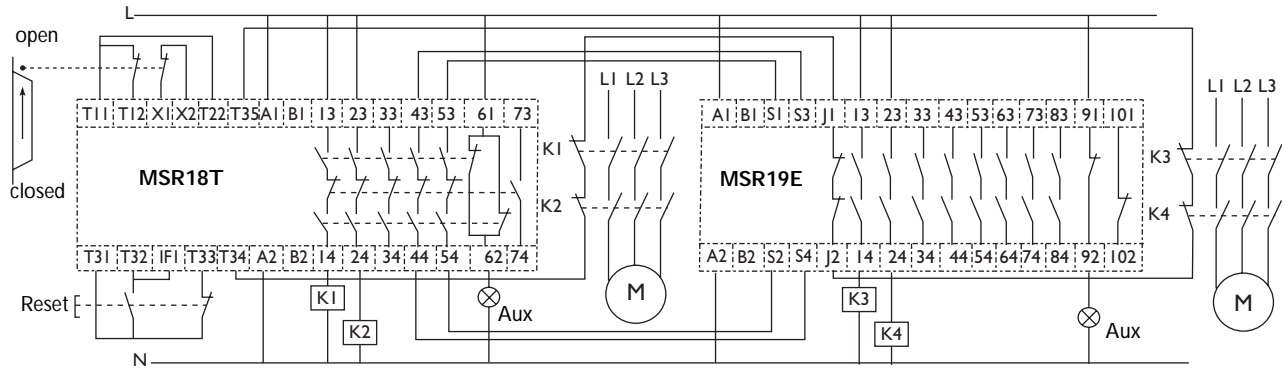 L
open
L1 L2 L3
L1 L2 L3
T11 T12 X1 X2 T22 T35 A1 B1 13 23 33 43 53 61 73
A1 B1 S1 S3 J1 13 23 33 43 53 63 73 83 91 101
K1
K3
MSR18T
MSR19E
closed
K2
K4
T31 T32 IF1 T33 T34 A2 B2 14 24 34 44 54 62 74
A2 B2 S2 S4 J2 14 24 34 44 54 64 74 84 92 102
M
M
Reset
K1
K3
Aux
K2
K4
Aux
N